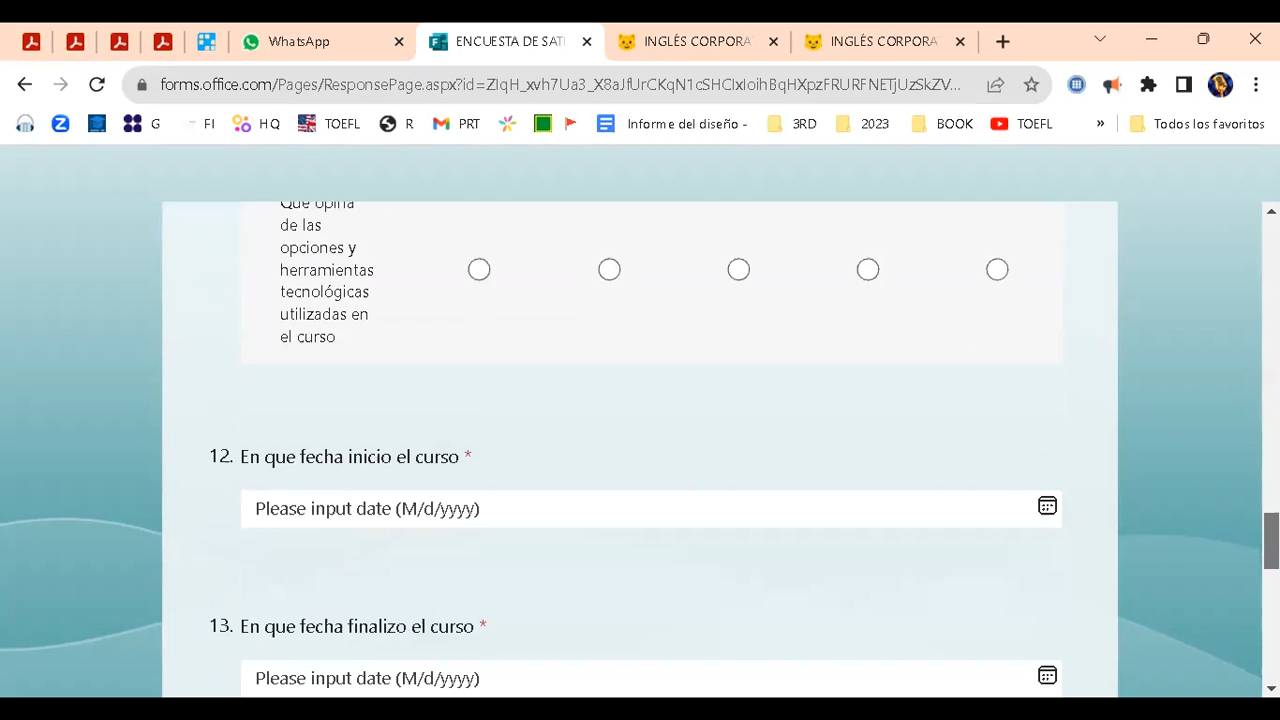 WhatsApp
ENCUESTA DE SATI
INGLÉS CORPORA
INGLÉS CORPORA
forms.office.com/Pages/ResponsePage.aspx?id=ZIqH_xvh7Ua3_X8aJfUrCKqN1cSHCIxIoihBqHXpzFRURFNETjUzSkZV...
G
FI
HQ
TOEFL
R
PRT
Informe del diseño -
3RD
2023
BOOK
TOEFL
»
Todos los favoritos
Que opina
de las
opciones y
herramientas
tecnológicas
utilizadas en
el curso
12. En que fecha inicio el curso *
Please input date (M/d/yyyy)
13. En que fecha finalizo el curso *
Please input date (M/d/yyyy)